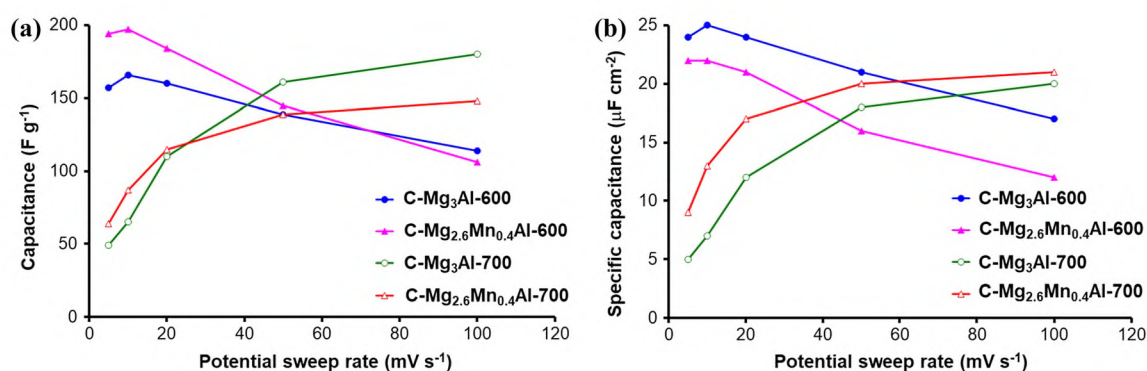 (a)
200
150
100
50
0
Capacitance (F g⁻¹)
C-Mg₃Al-600
C-Mg₂.₆Mn₀.₄Al-600
C-Mg₃Al-700
C-Mg₂.₆Mn₀.₄Al-700
0 20 40 60 80 100 120
Potential sweep rate (mV s⁻¹)
(b)
25
20
15
10
5
0
Specific capacitance (μF cm⁻²)
C-Mg₃Al-600
C-Mg₂.₆Mn₀.₄Al-600
C-Mg₃Al-700
C-Mg₂.₆Mn₀.₄Al-700
0 20 40 60 80 100 120
Potential sweep rate (mV s⁻¹)